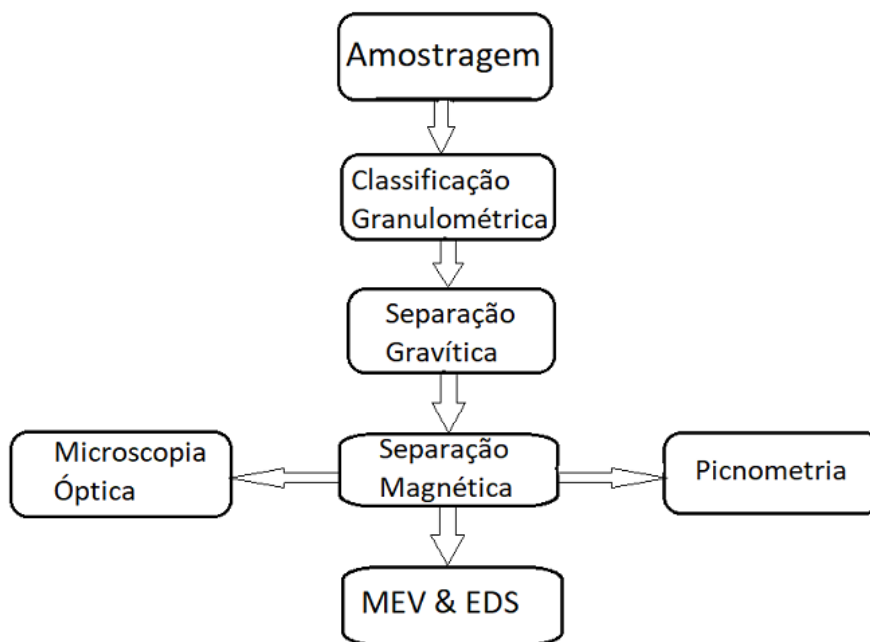 Amostragem
Classificação
Granulométrica
Separação
Gravítica
Microscopia
Óptica
Separação
Magnética
Picnometria
MEV & EDS